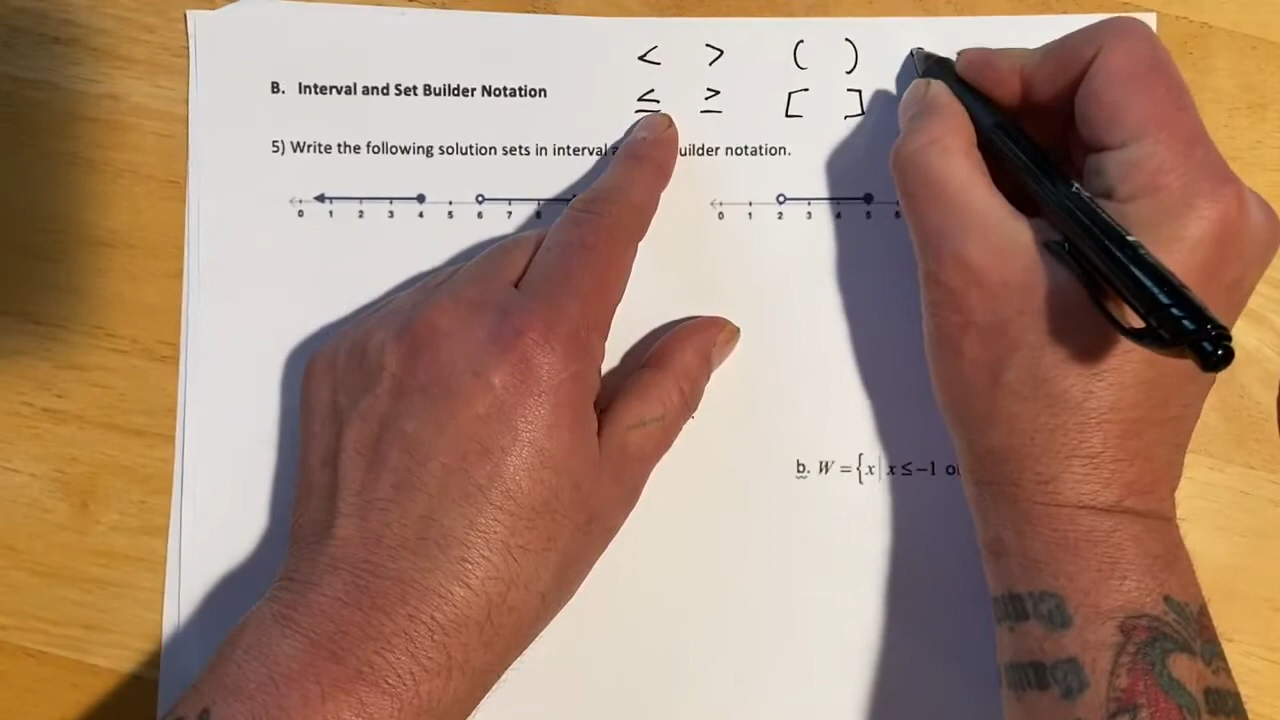 < > ( )
B. Interval and Set Builder Notation
≤ ≥ [ ]
5) Write the following solution sets in interval uilder notation.
0 1 2 3 4 5 6 7 8 0 1 2 3 4 5 6
b. W = {x | x ≤ -1